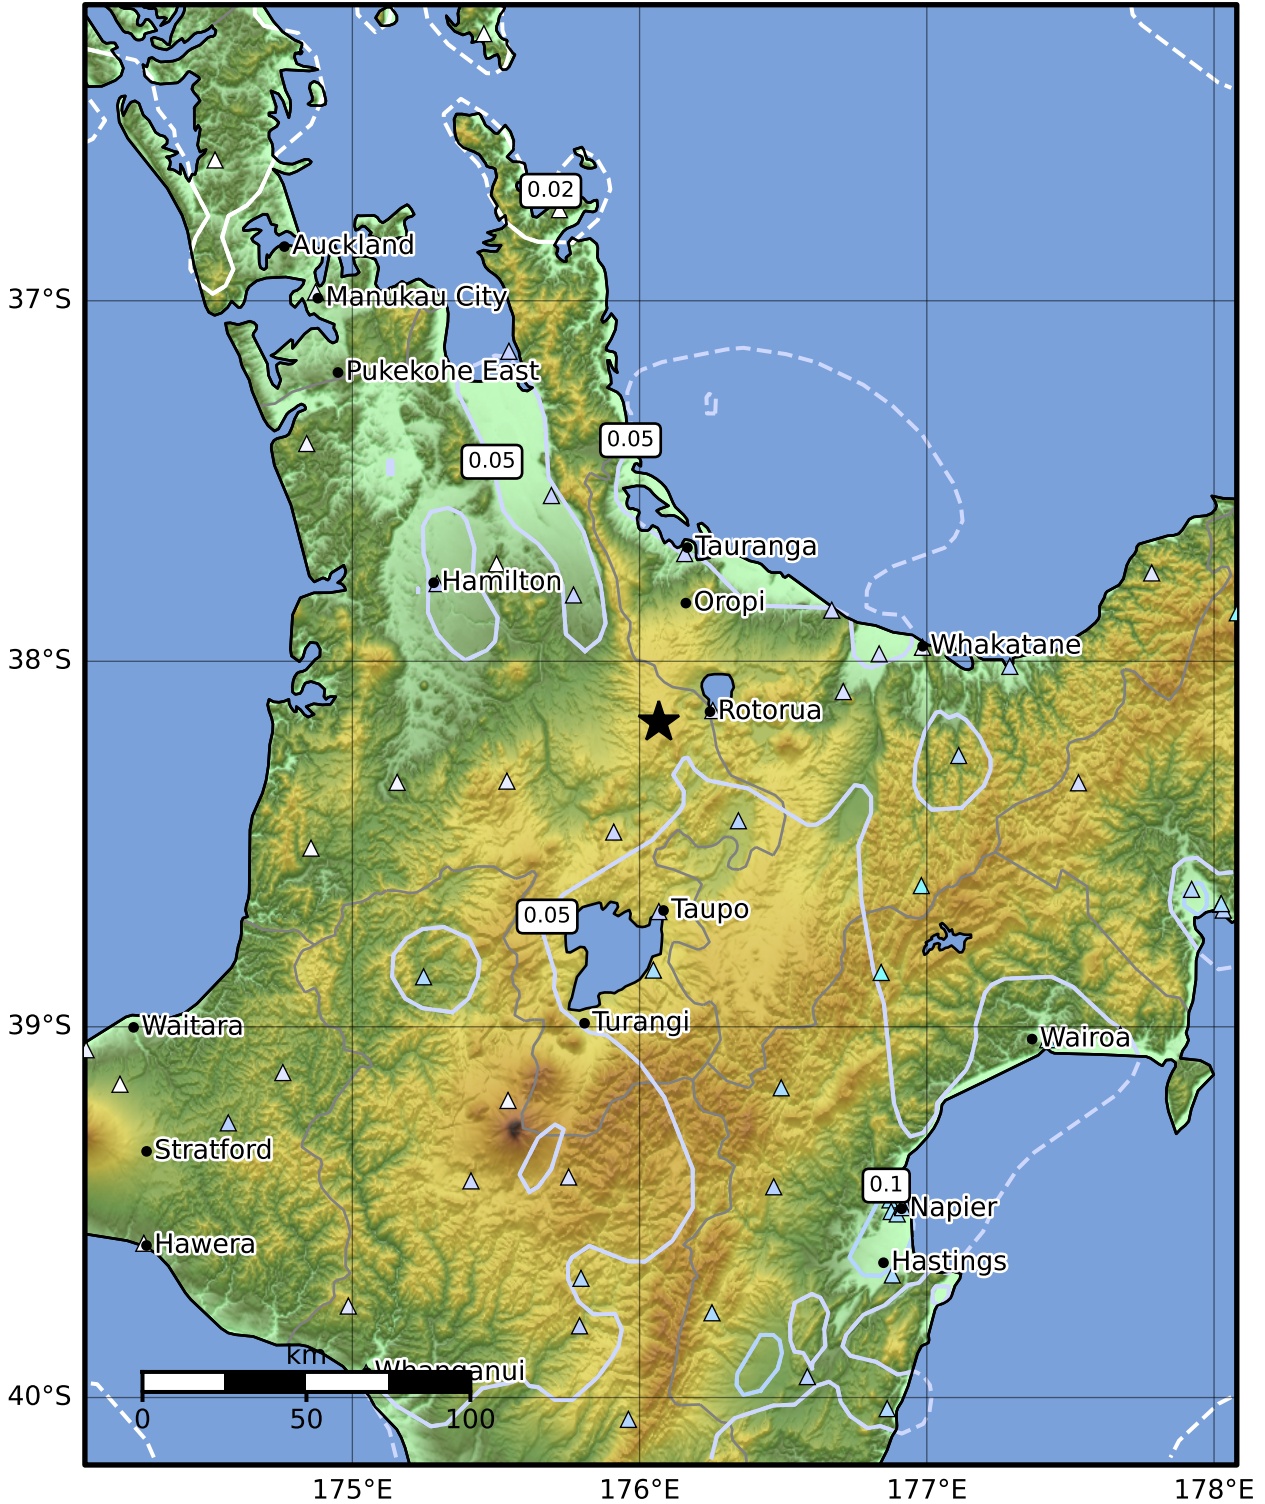 0.02
Auckland
Manukau City
37°S
Pukekohe East
0.05
0.05
Tauranga
Hamilton
Oropi
Whakatane
38°S
Rotorua
Taupo
0.05
Turangi
Waitara
39°S
Wairoa
Stratford
0.1
Napier
Hawera
Hastings
km
Whanganui
40°S
0
50
100
175°E
176°E
177°E
178°E